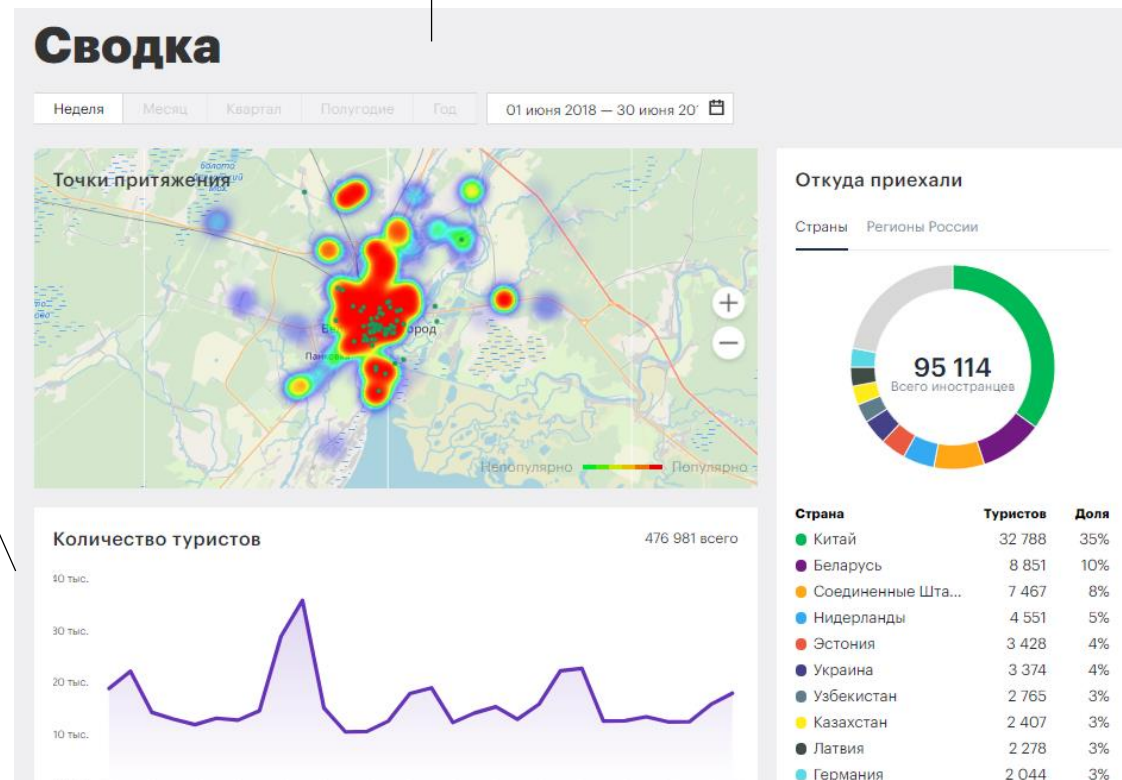 Сводка
Неделя Месяц Квартал Полугодие Год 01 июня 2018 — 30 июня 20
Точки притяжения
болото
Панковка
Непопулярно Популярно
Количество туристов 476 981 всего
40 тыс.
30 тыс.
20 тыс.
10 тыс.
Откуда приехали
Страны Регионы России
95 114
Всего иностранцев
Страна Туристов Доля
Китай 32 788 35%
Беларусь 8 851 10%
Соединенные Шта... 7 467 8%
Нидерланды 4 551 5%
Эстония 3 428 4%
Украина 3 374 4%
Узбекистан 2 765 3%
Казахстан 2 407 3%
Латвия 2 278 3%
Германия 2 044 3%